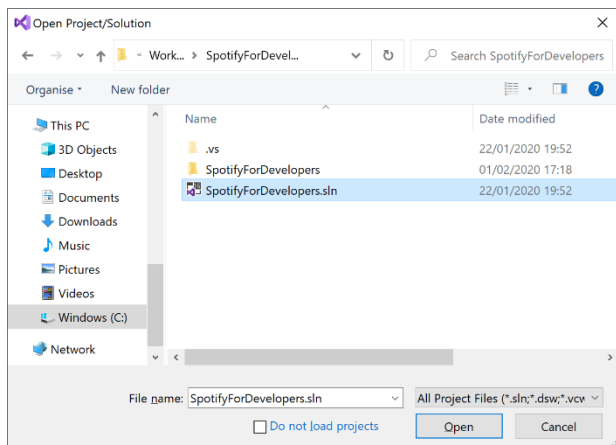 Open Project/Solution
Work... SpotifyForDevel... Search SpotifyForDevelopers
Organise New folder
This PC
3D Objects
Desktop
Documents
Downloads
Music
Pictures
Videos
Windows (C:)
Network
Name Date modified
.vs 22/01/2020 19:52
SpotifyForDevelopers 01/02/2020 17:18
SpotifyForDevelopers.sln 22/01/2020 19:52
File name: SpotifyForDevelopers.sln All Project Files (*.sln;*.dsw;*.vcw
Do not load projects Open Cancel